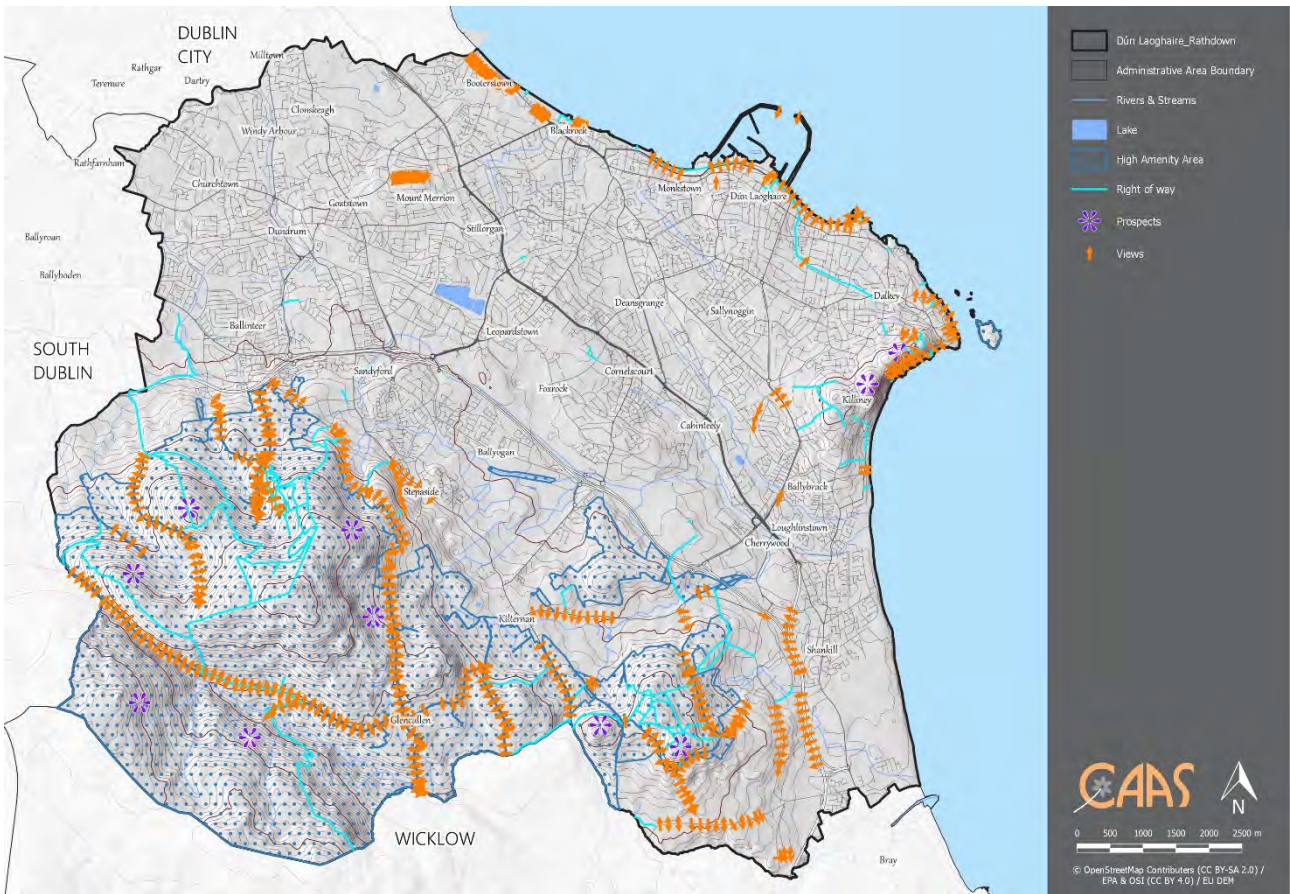 DUBLIN
CITY
Milltown
Rathgar
Terenure
Dartry
Clonskeagh
Windy Arbour
Booterstown
Blackrock
Rathfarnham
Churchtown
Goatstown
Mount Merrion
Monkstown
Dún Laoghaire
Dundrum
Stillorgan
Ballyroan
Ballyboden
Deansgrange
Sallynoggin
Dalkey
Ballinteer
Leopardstown
SOUTH
DUBLIN
Sandyford
Foxrock
Cornelscourt
Killiney
Cabinteely
Ballyogan
Stepaside
Ballybrack
Loughlinstown
Cherrywood
Kilternan
Shankill
Glencullen
WICKLOW
Bray
Dún Laoghaire_Rathdown
Administrative Area Boundary
Rivers & Streams
Lake
High Amenity Area
Right of way
Prospects
Views
CAAS
N
0 500 1000 1500 2000 2500 m
© OpenStreetMap Contributors (CC BY-SA 2.0) /
EPA & OSI (CC BY 4.0) / EU DEM